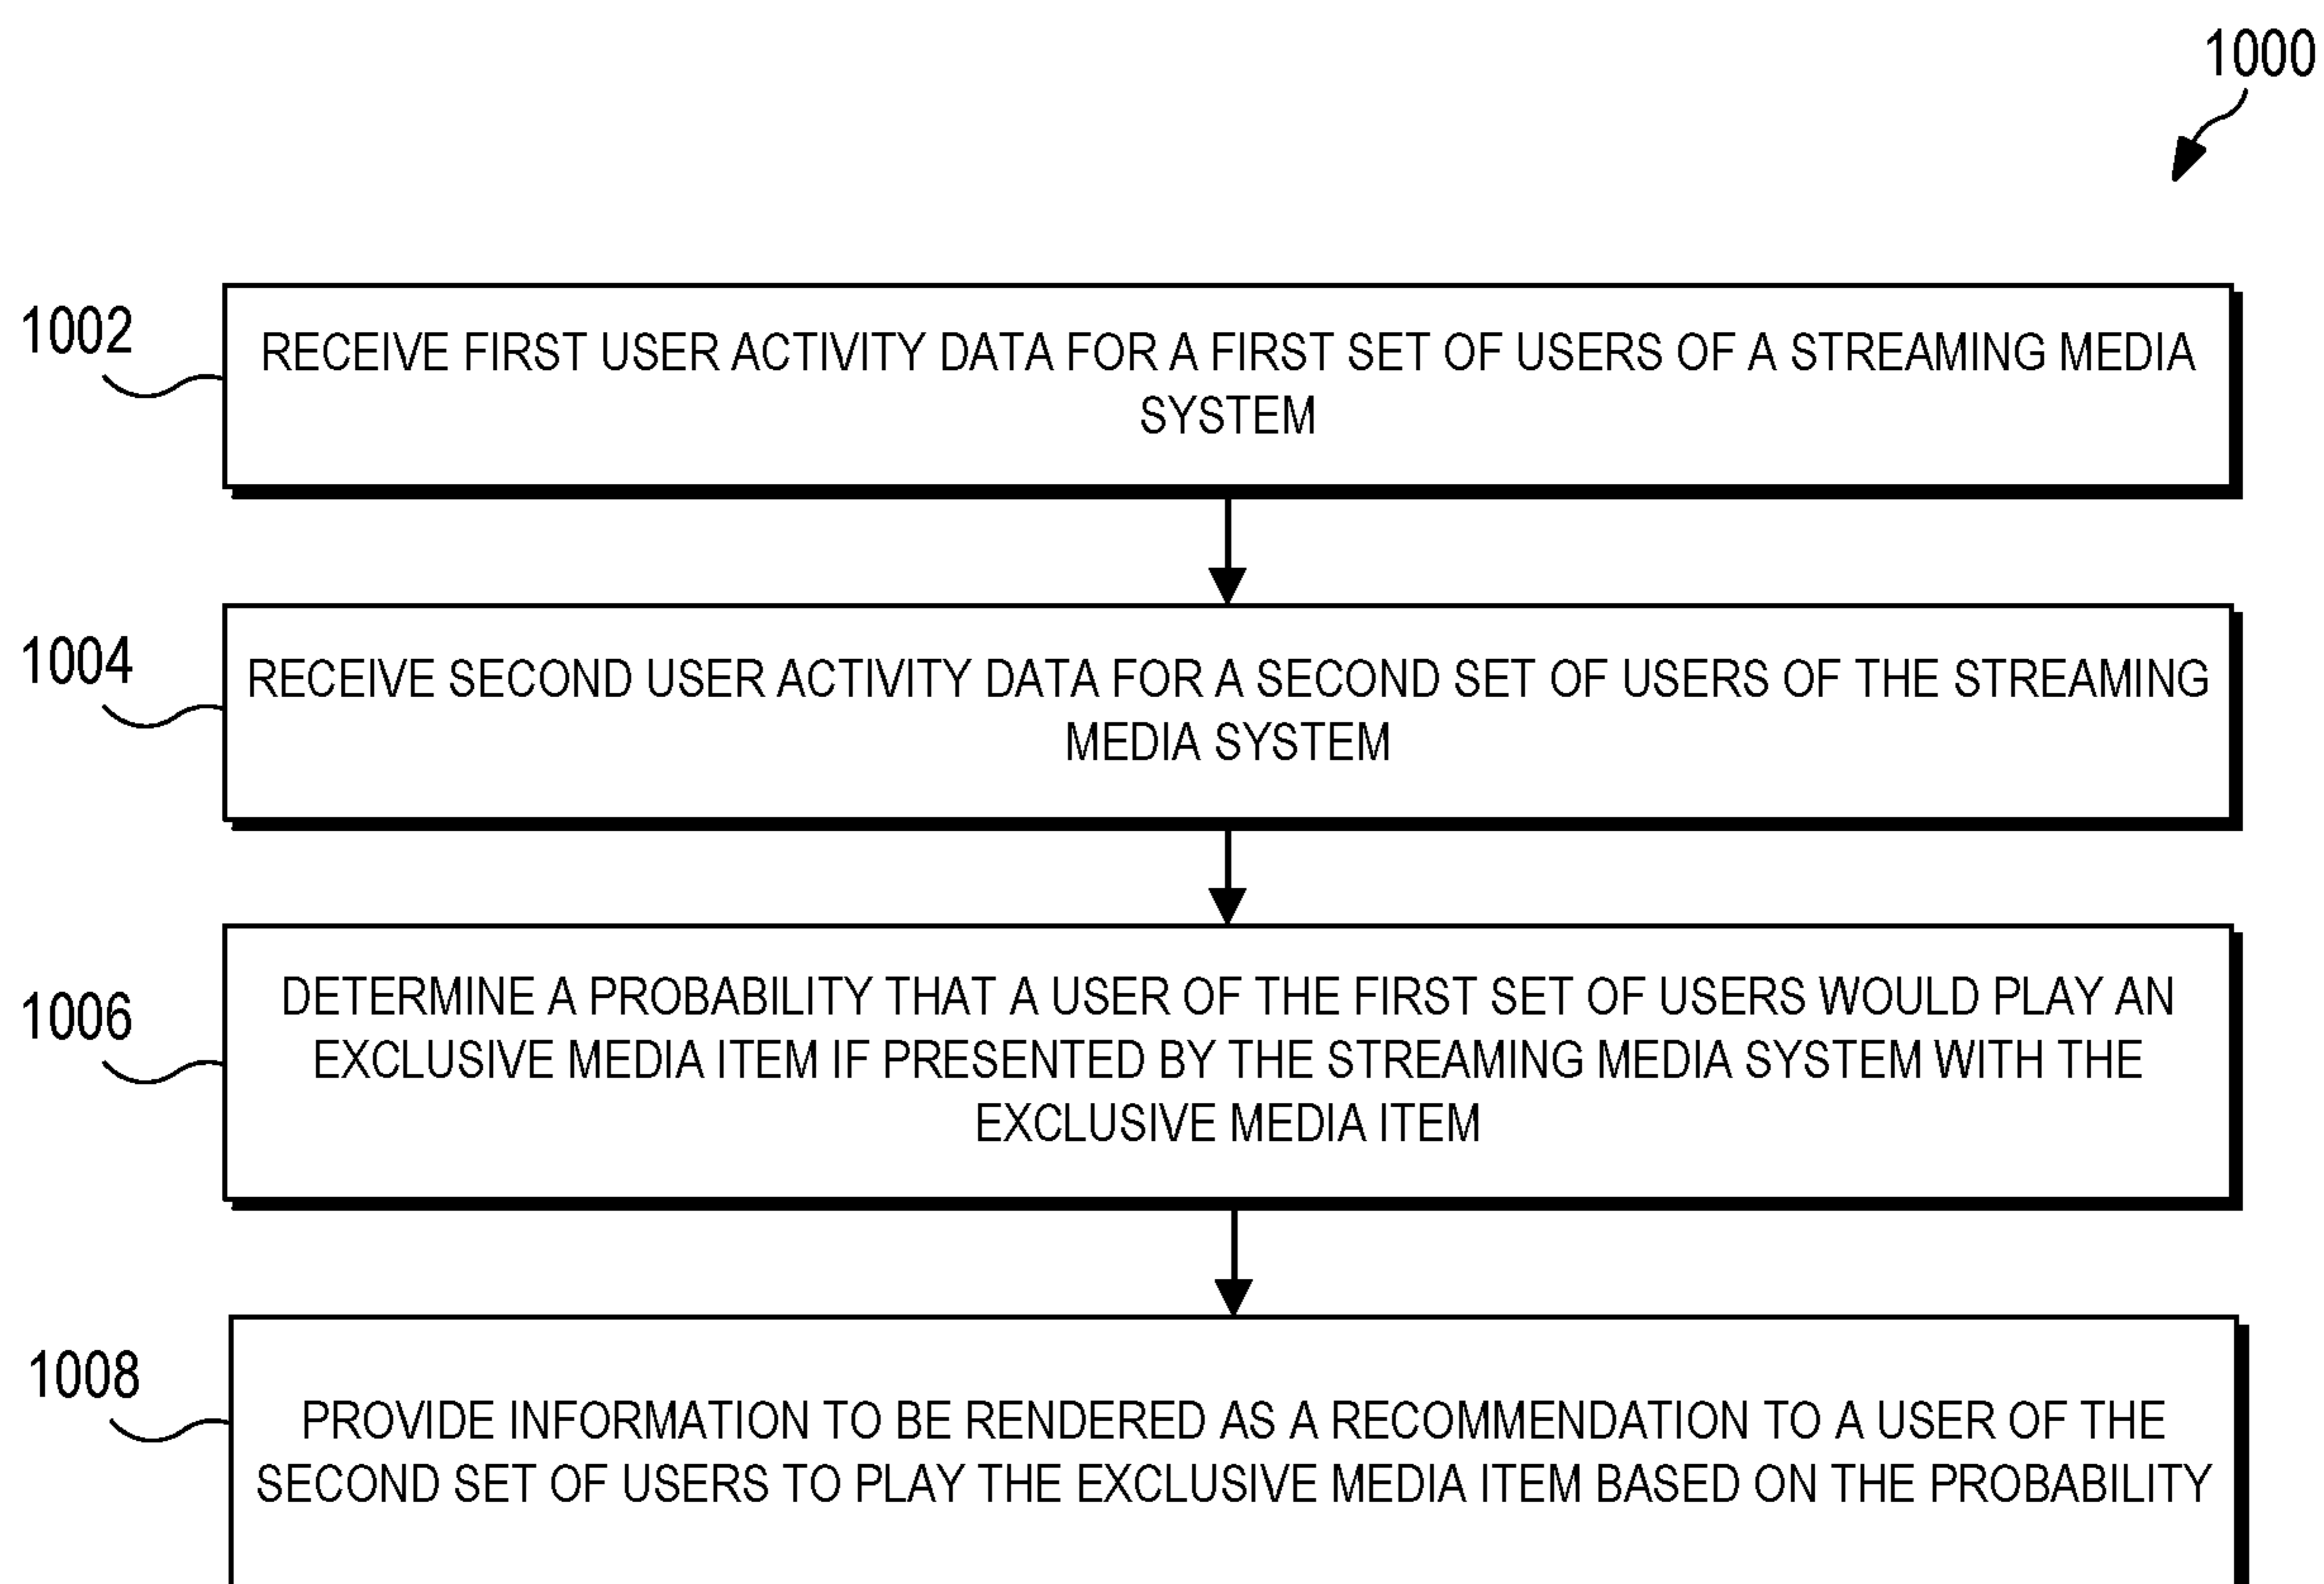 1000
1002
RECEIVE FIRST USER ACTIVITY DATA FOR A FIRST SET OF USERS OF A STREAMING MEDIA
SYSTEM
1004
RECEIVE SECOND USER ACTIVITY DATA FOR A SECOND SET OF USERS OF THE STREAMING
MEDIA SYSTEM
1006
DETERMINE A PROBABILITY THAT A USER OF THE FIRST SET OF USERS WOULD PLAY AN
EXCLUSIVE MEDIA ITEM IF PRESENTED BY THE STREAMING MEDIA SYSTEM WITH THE
EXCLUSIVE MEDIA ITEM
1008
PROVIDE INFORMATION TO BE RENDERED AS A RECOMMENDATION TO A USER OF THE
SECOND SET OF USERS TO PLAY THE EXCLUSIVE MEDIA ITEM BASED ON THE PROBABILITY